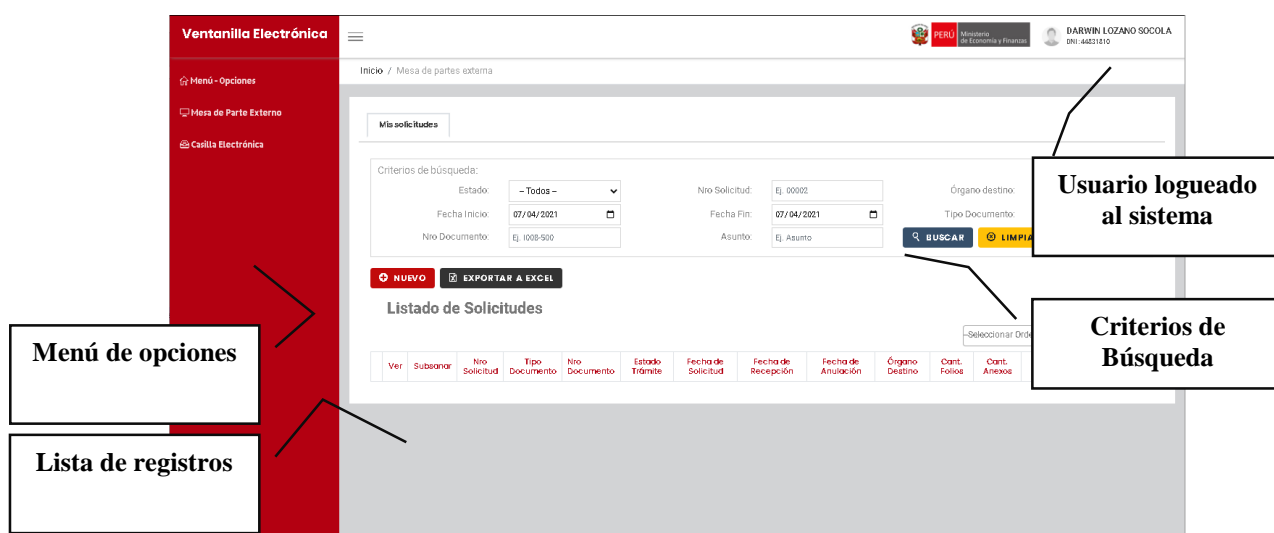 Ventanilla Electrónica
PERÚ Ministerio de Economía y Finanzas
DARWIN LOZANO SOCOLA
DNI: 44831810
Inicio / Mesa de partes externa
Menú - Opciones
Mesa de Parte Externo
Casilla Electrónica
Mis solicitudes
Criterios de búsqueda:
Estado: -- Todos -- Nro Solicitud: Ej. 00002 Órgano destino:
Fecha Inicio: 07/04/2021 Fecha Fin: 07/04/2021 Tipo Documento:
Nro Documento: Ej. 1008-500 Asunto: Ej. Asunto BUSCAR LIMPIA
Usuario logueado
al sistema
NUEVO EXPORTAR A EXCEL
Listado de Solicitudes
--Seleccionar Orde
Ver Subsanar Nro Solicitud Tipo Documento Nro Documento Estado Trámite Fecha de Solicitud Fecha de Recepción Fecha de Anulación Órgano Destino Cant. Folios Cant. Anexos
Criterios de
Búsqueda
Menú de opciones
Lista de registros